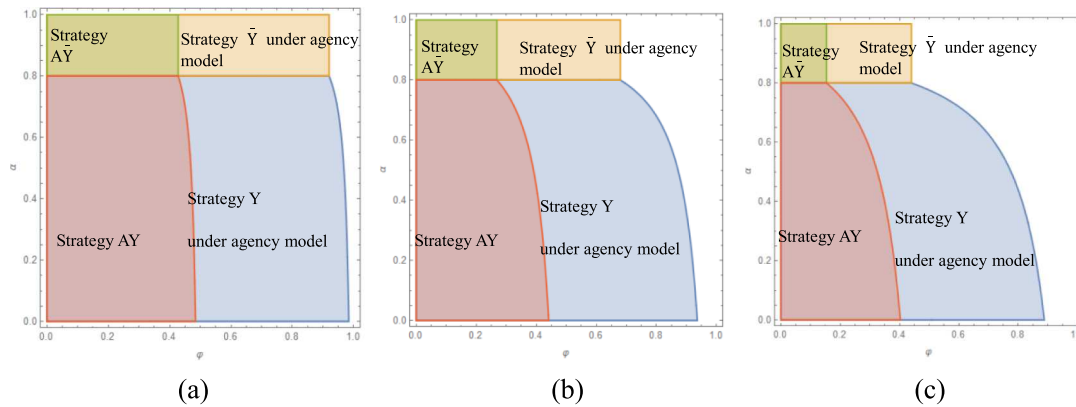 1.0
0.8
0.6
0.4
0.2
0.0
α
0.0 0.2 0.4 0.6 0.8 1.0
φ
Strategy
AȲ
Strategy Ȳ under agency
model
Strategy AY
Strategy Y
under agency model
(a)
1.0
0.8
0.6
0.4
0.2
0.0
α
0.0 0.2 0.4 0.6 0.8 1.0
φ
Strategy
AȲ
Strategy Ȳ under agency
model
Strategy AY
Strategy Y
under agency model
(b)
1.0
0.8
0.6
0.4
0.2
0.0
α
0.0 0.2 0.4 0.6 0.8 1.0
φ
Strategy
AȲ
Strategy Ȳ under agency
model
Strategy AY
Strategy Y
under agency model
(c)